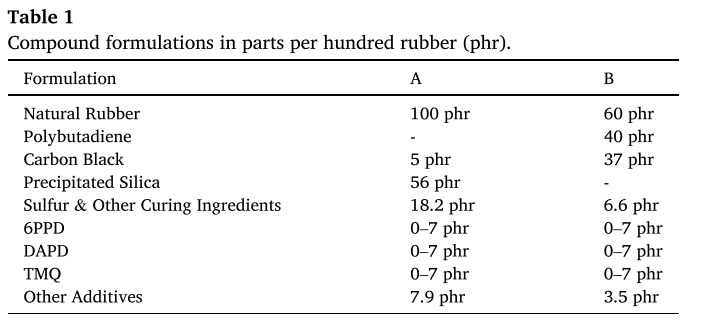 Table 1
Compound formulations in parts per hundred rubber (phr).
Formulation A B
Natural Rubber 100 phr 60 phr
Polybutadiene - 40 phr
Carbon Black 5 phr 37 phr
Precipitated Silica 56 phr -
Sulfur & Other Curing Ingredients 18.2 phr 6.6 phr
6PPD 0–7 phr 0–7 phr
DAPD 0–7 phr 0–7 phr
TMQ 0–7 phr 0–7 phr
Other Additives 7.9 phr 3.5 phr